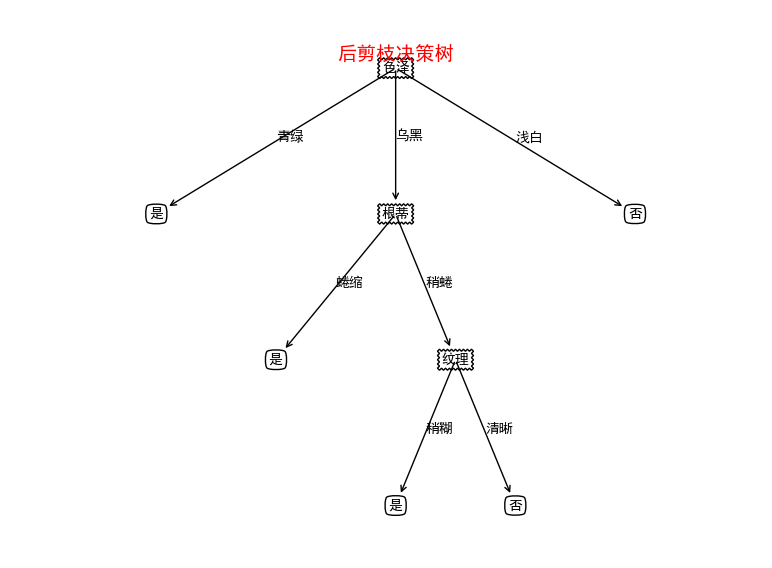 后剪枝决策树
色泽
青绿
乌黑
浅白
是
根蒂
否
蜷缩
稍蜷
是
纹理
稍糊
清晰
是
否